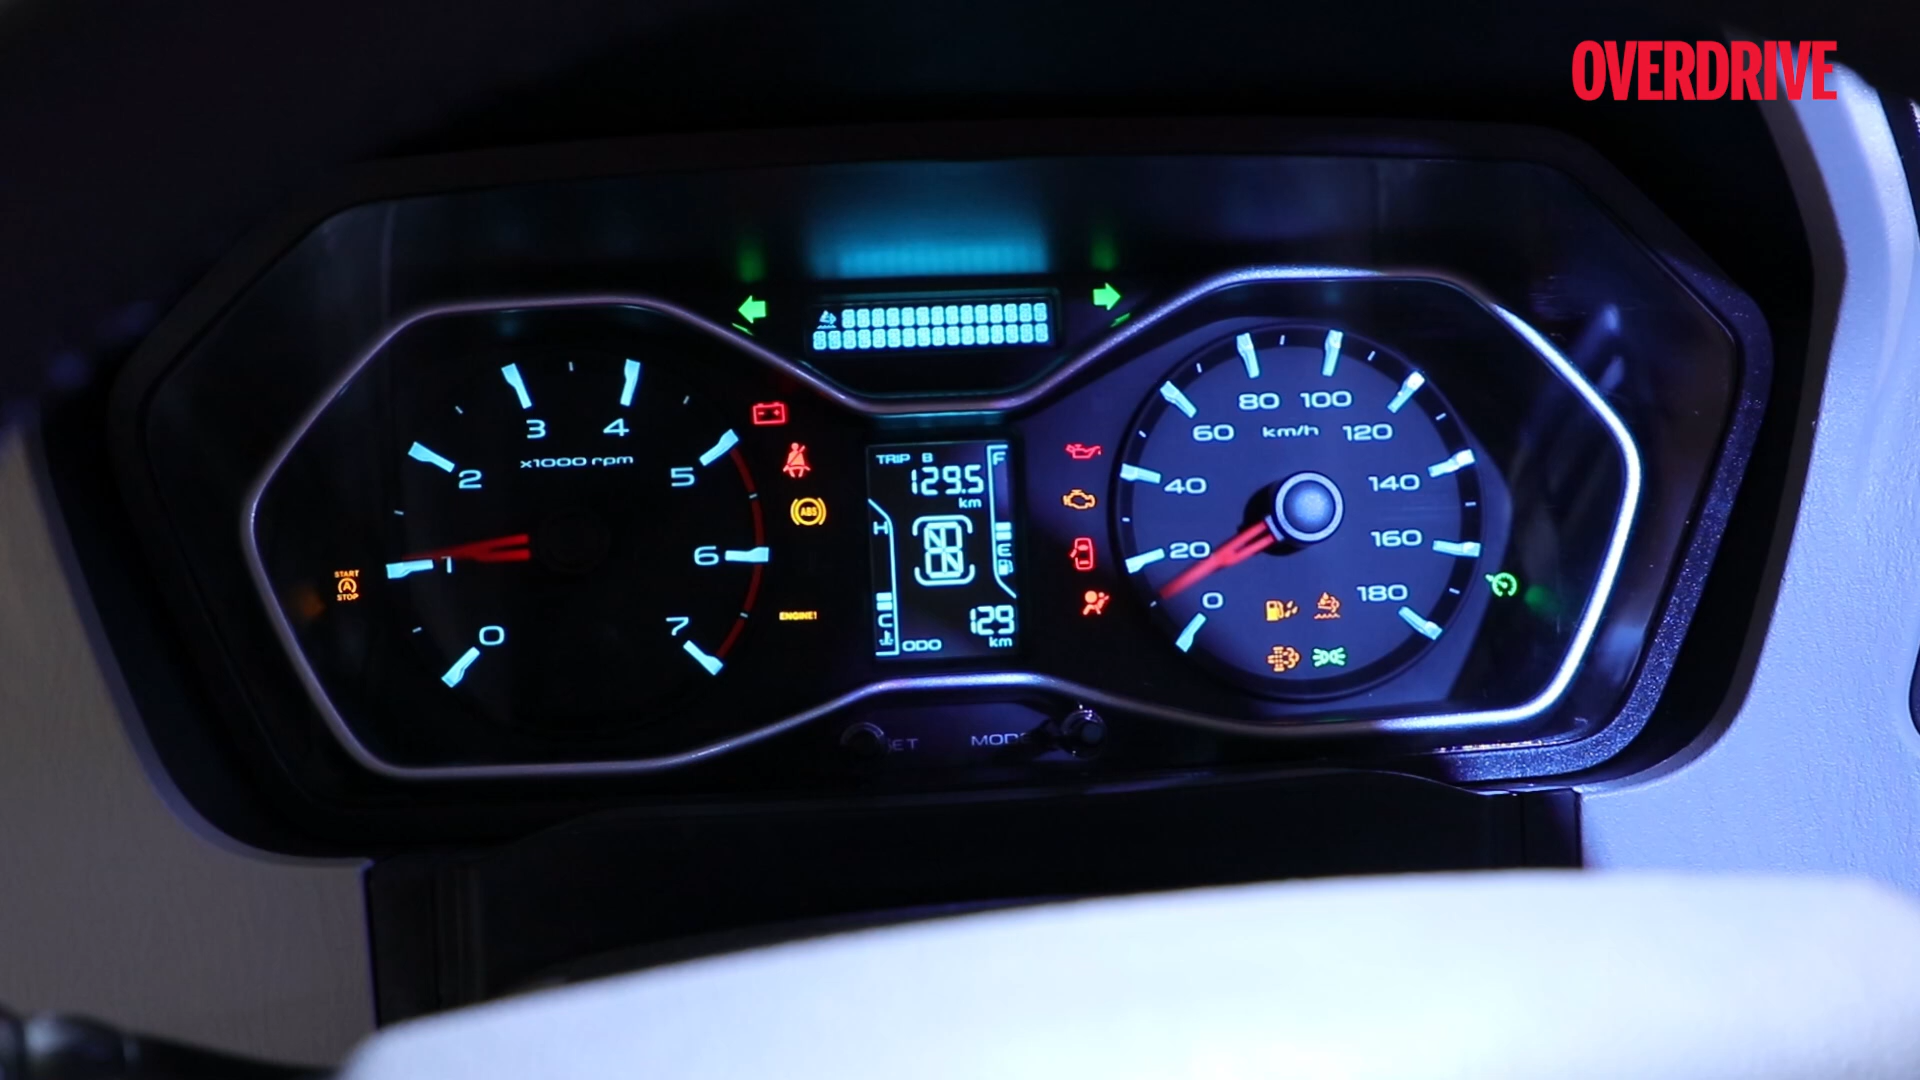 OVERDRIVE
3 4
x1000 rpm
2 5
1 6
0 7
START
A
STOP
ABS
ENGINE1
TRIP B
129.5
km
F
H
E
C
129
ODO km
80 100
60 km/h 120
40 140
20 160
0 180
MODE